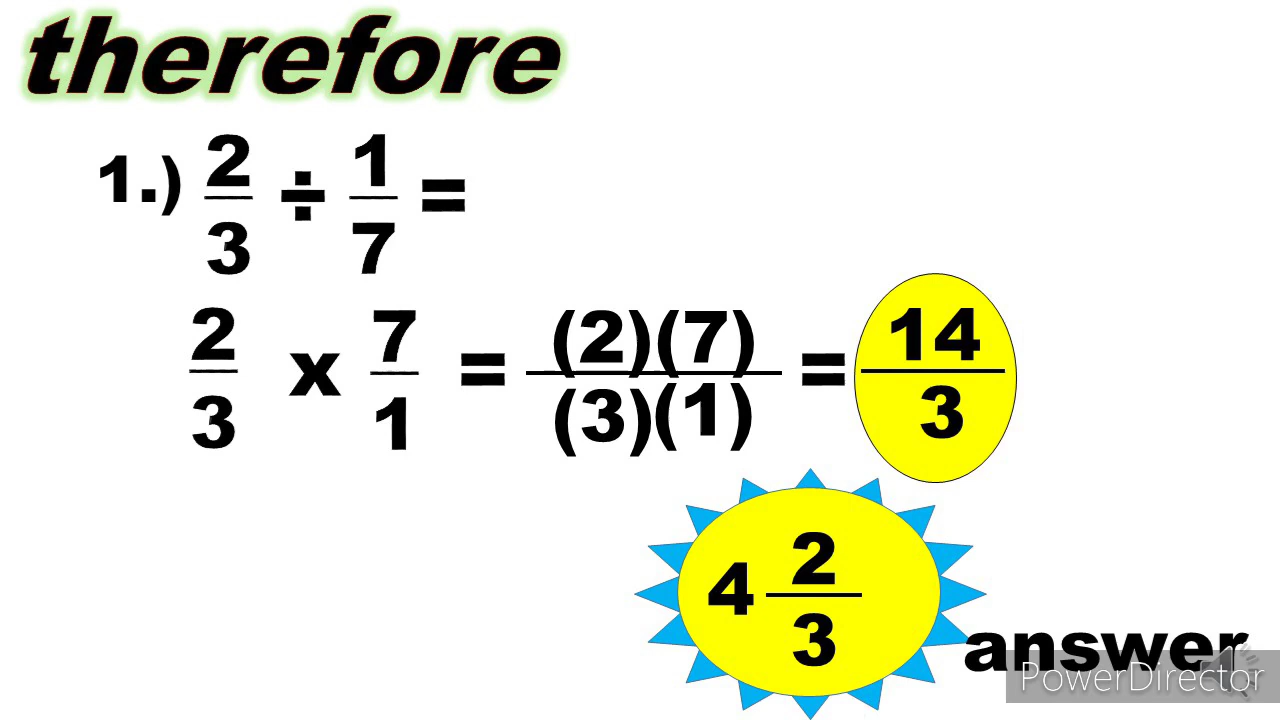 therefore
1.) 2/3 ÷ 1/7 =
2/3 x 7/1 = (2)(7)/(3)(1) = 14/3
4 2/3
answer
PowerDirector